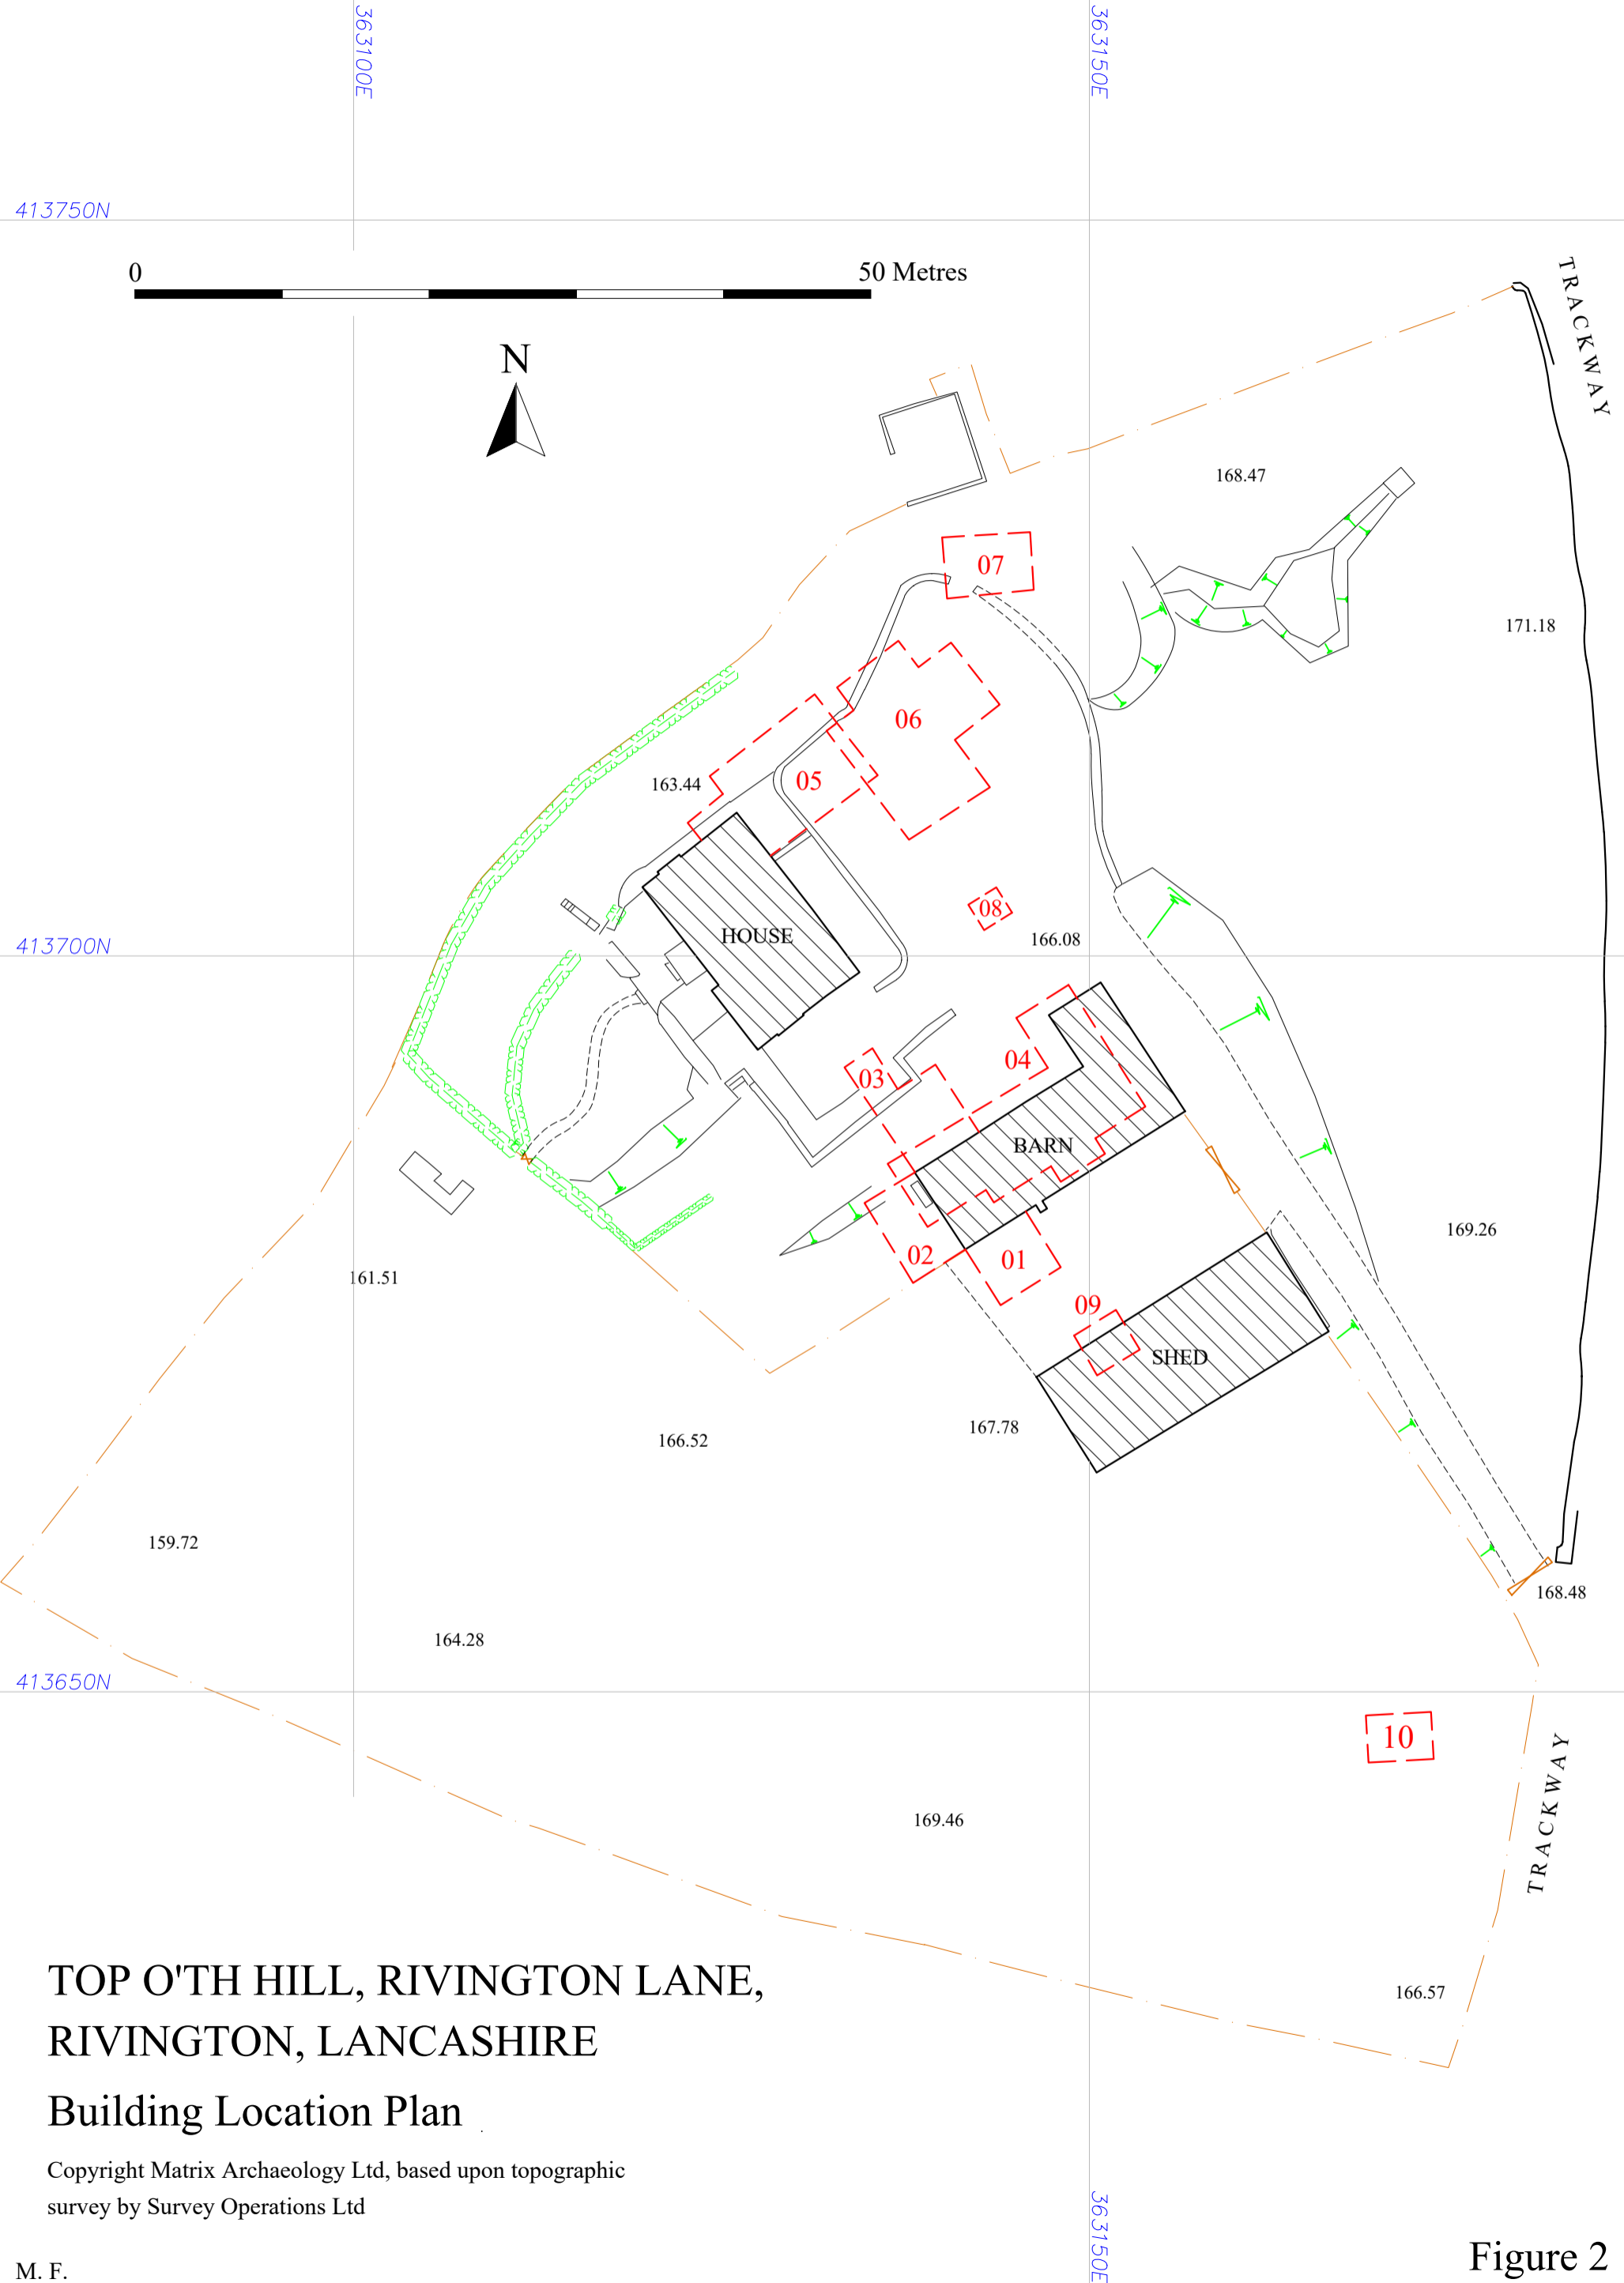 363100E
363150E
413750N
0
50 Metres
TRACKWAY
N
168.47
07
171.18
06
05
163.44
08
HOUSE
166.08
413700N
04
03
BARN
169.26
02
01
161.51
09
SHED
167.78
166.52
159.72
168.48
164.28
413650N
10
TRACKWAY
169.46
TOP O'TH HILL, RIVINGTON LANE,
RIVINGTON, LANCASHIRE
166.57
Building Location Plan
Copyright Matrix Archaeology Ltd, based upon topographic
survey by Survey Operations Ltd
363150E
Figure 2
M. F.